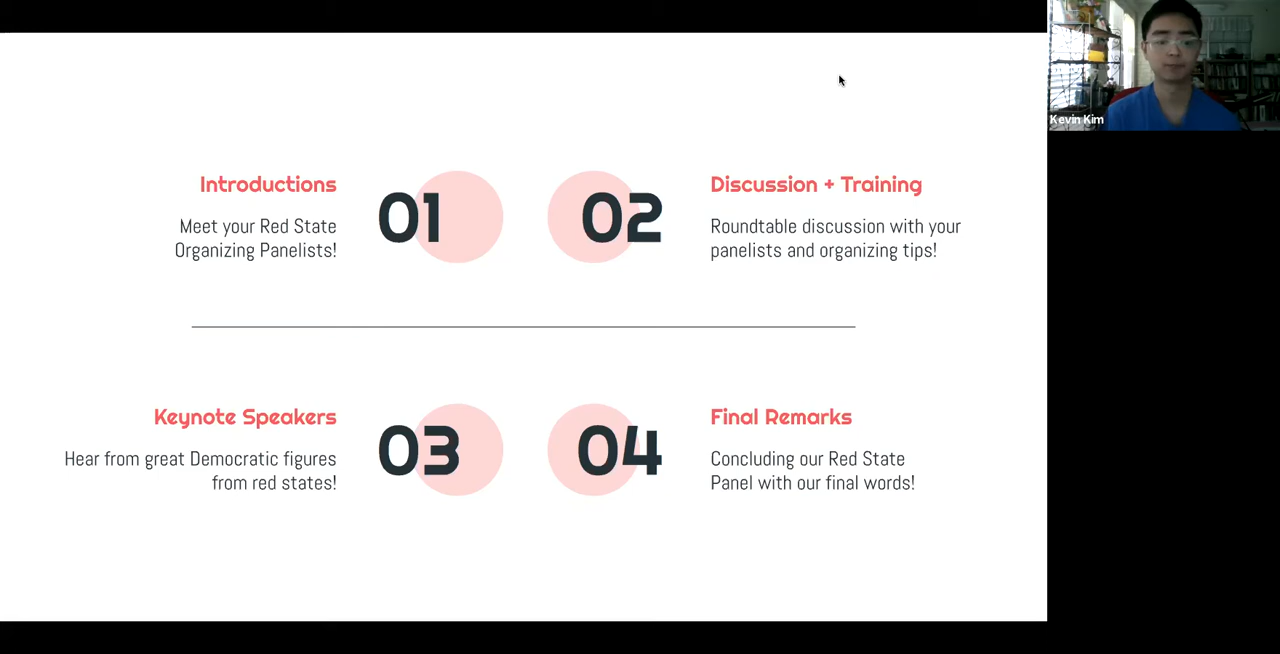 Introductions
Meet your Red State
Organizing Panelists!
01
02
Discussion + Training
Roundtable discussion with your
panelists and organizing tips!
Keynote Speakers
Hear from great Democratic figures
from red states!
03
04
Final Remarks
Concluding our Red State
Panel with our final words!
Kevin Kim